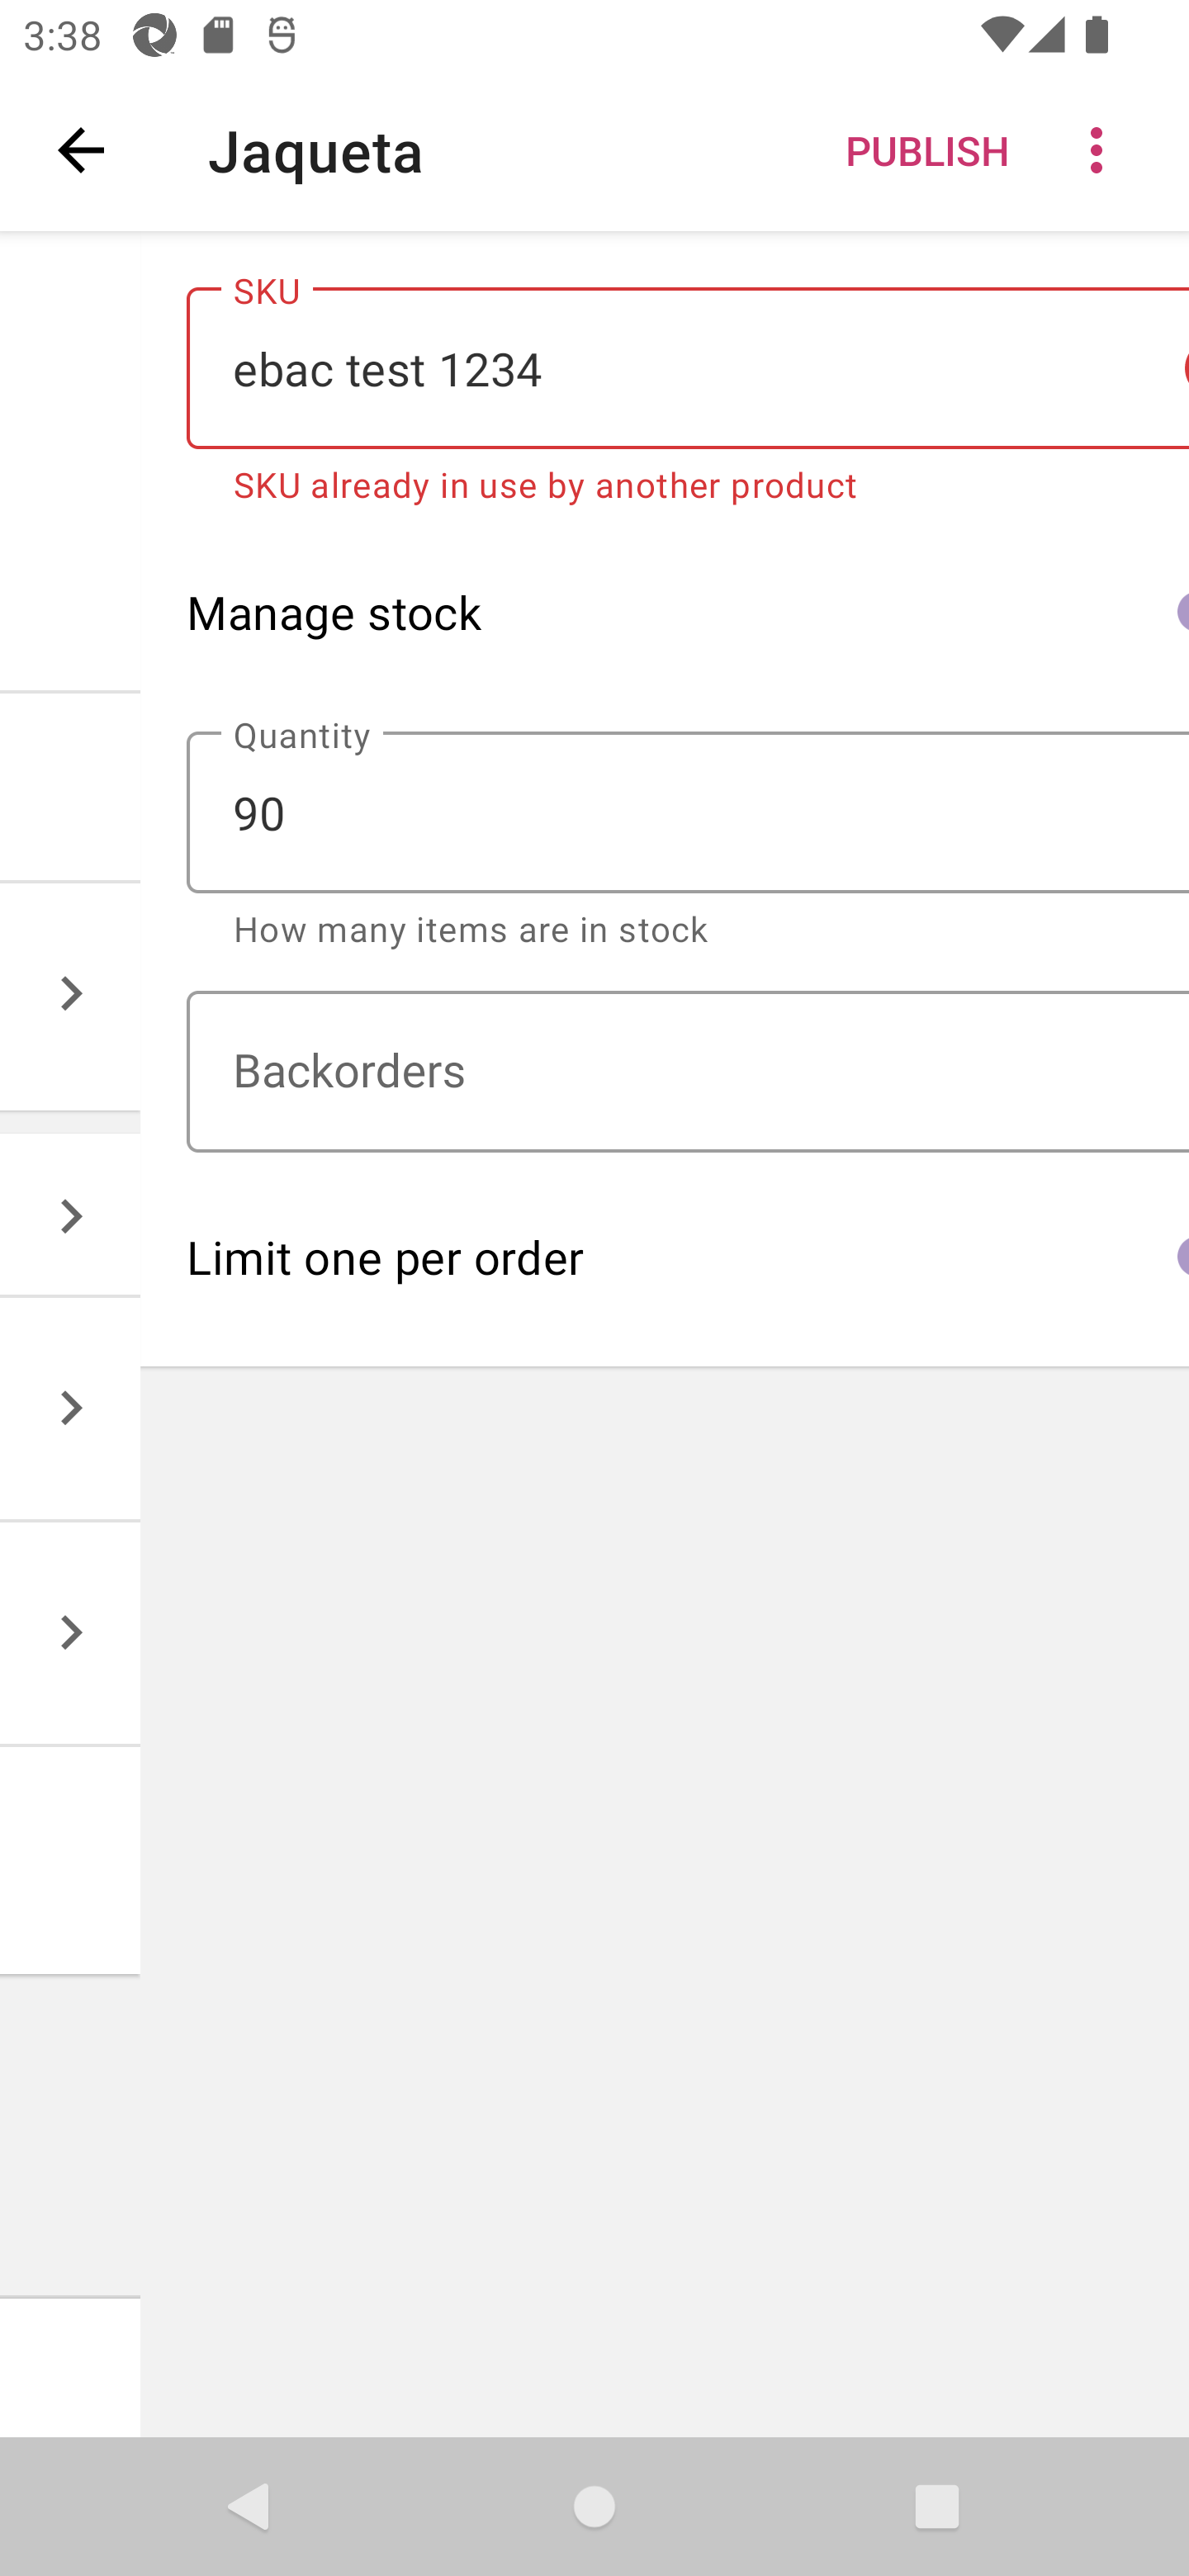 3:38
Jaqueta
PUBLISH
SKU
ebac test 1234
SKU already in use by another product
Manage stock
Quantity
90
How many items are in stock
Backorders
Limit one per order